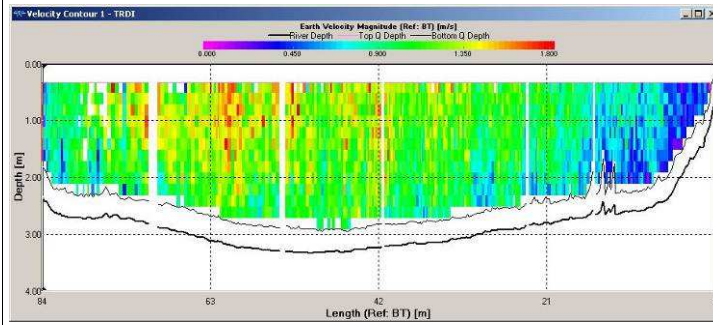 Velocity Contour 1 - TRDI
Earth Velocity Magnitude (Ref: BT) [m/s]
River Depth Top Q Depth Bottom Q Depth
0.000 0.450 0.900 1.350 1.800
0.00
1.00
2.00
3.00
4.00
Depth [m]
84 63 42 21
Length (Ref: BT) [m]